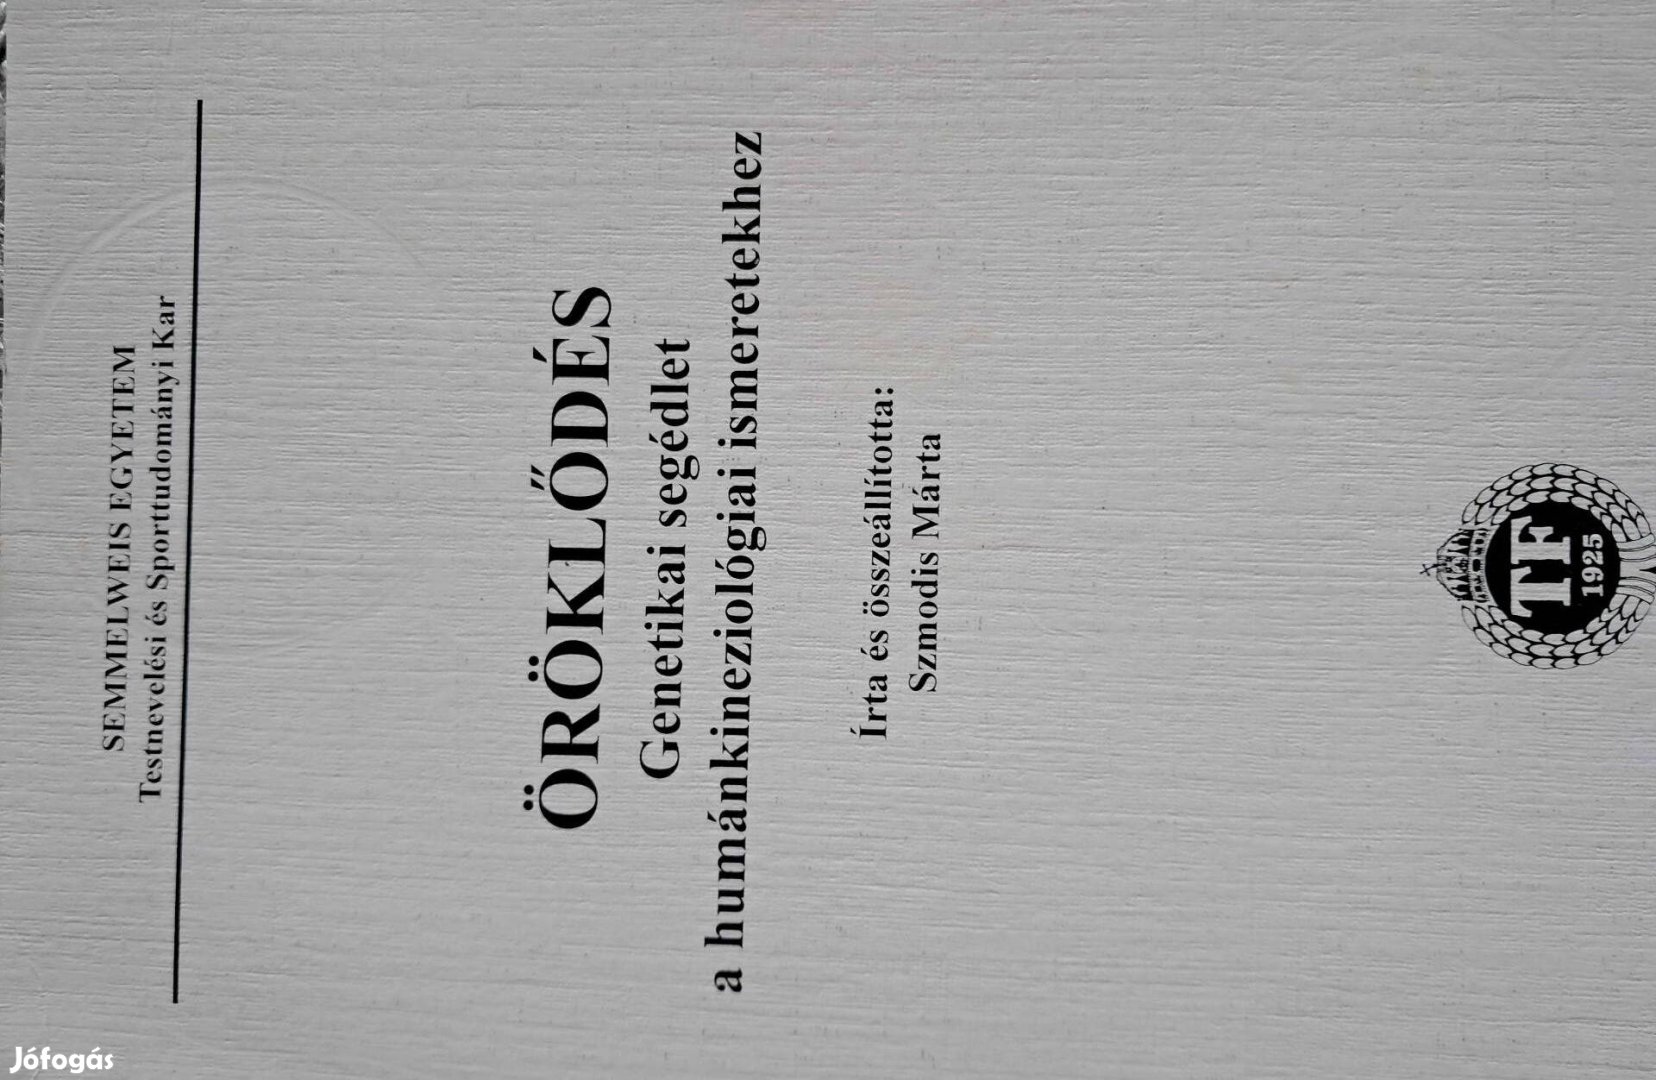 SEMMELWEIS EGYETEM
Testnevelési és Sporttudományi Kar
ÖRÖKLŐDÉS
Genetikai segédlet
a humánkineziológiai ismeretekhez
Írta és összeállította:
Szmodis Márta
TF
1925
Jófogás